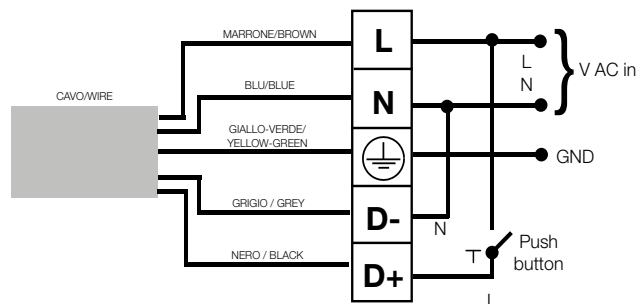 MARRONE/BROWN
L
L
N
V AC in
BLU/BLUE
N
CAVO/WIRE
GIALLO-VERDE/
YELLOW-GREEN
GND
GRIGIO / GREY
D-
N
Push
button
NERO / BLACK
D+
L